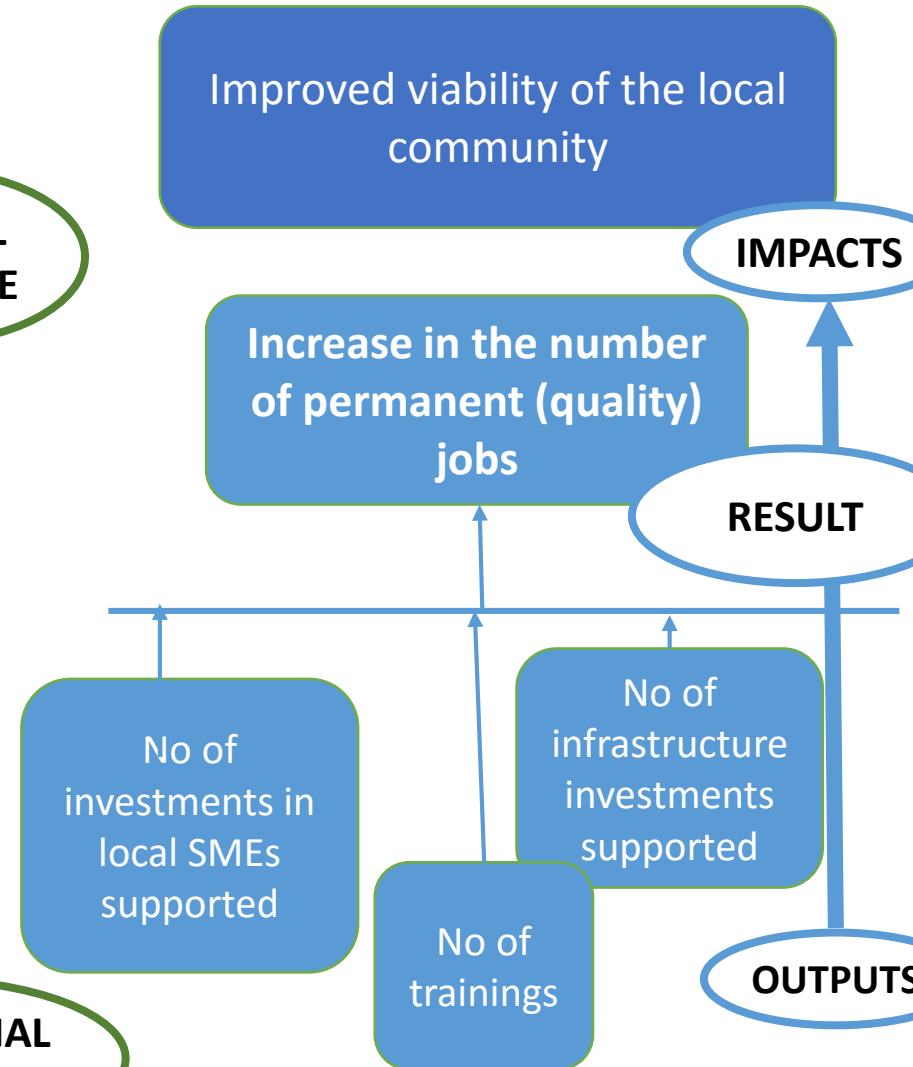 Improved viability of the local
community
IMPACTS
Increase in the number
of permanent (quality)
jobs
RESULT
No of
investments in
local SMEs
supported
No of
infrastructure
investments
supported
No of
trainings
OUTPUTS